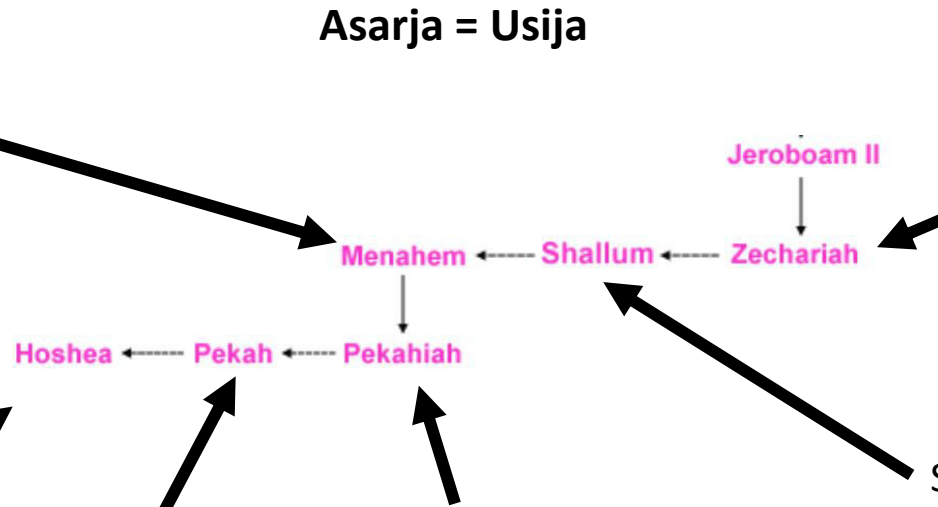 Asarja = Usija
Jeroboam II
Menahem Shallum Zechariah
Hoshea Pekah Pekahiah
S